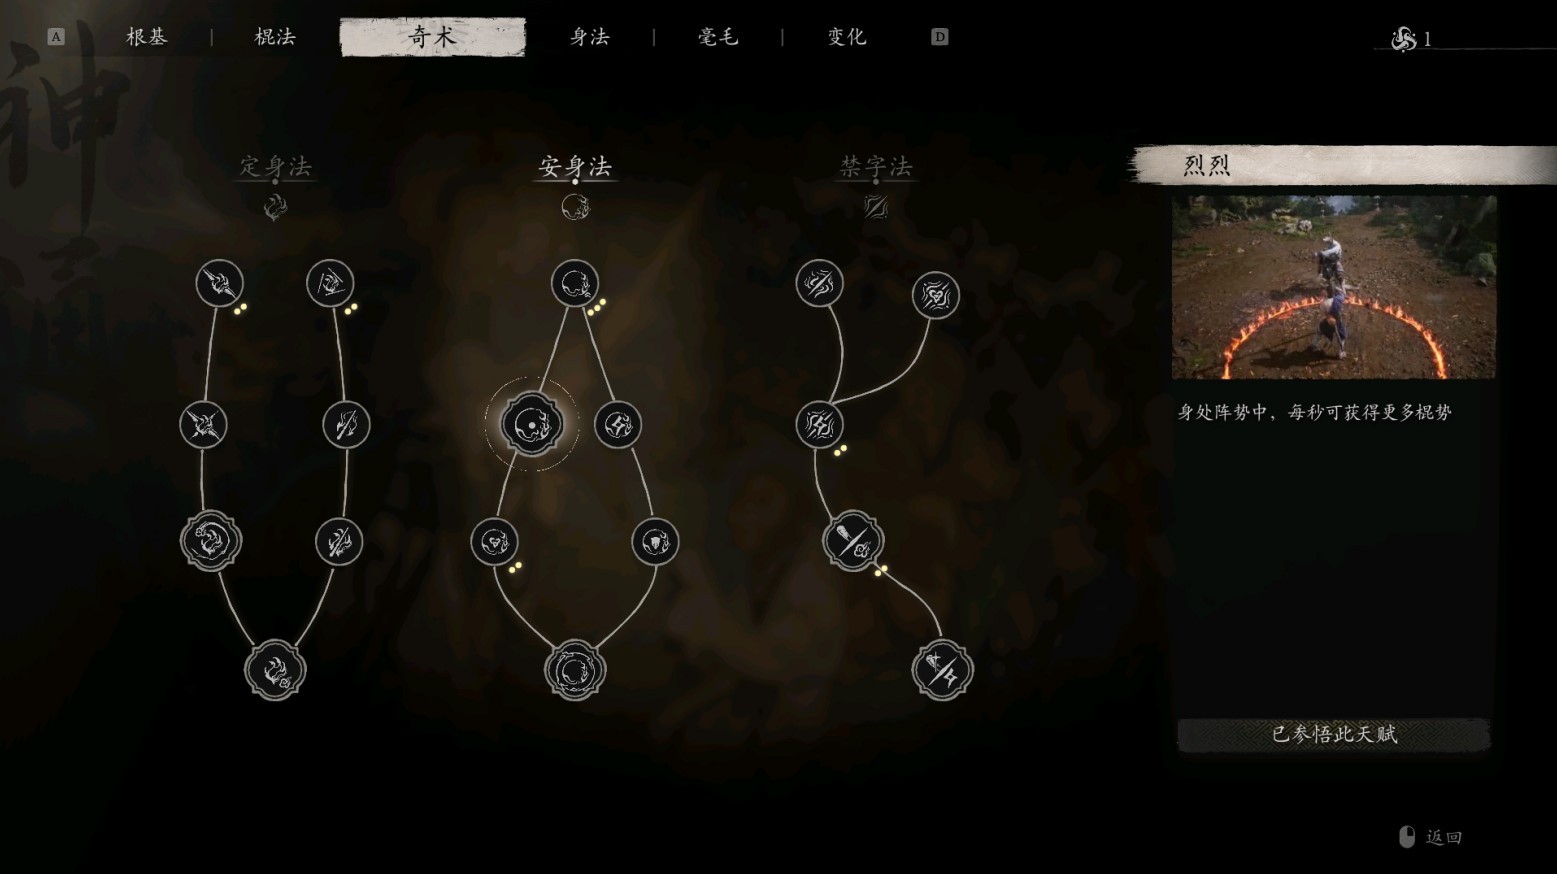 A 根基 | 棍法 奇术 身法 | 毫毛 | 变化 D 1
神通
定身法 安身法 禁字法
烈烈
身处阵势中，每秒可获得更多棍势
已参悟此天赋
返回